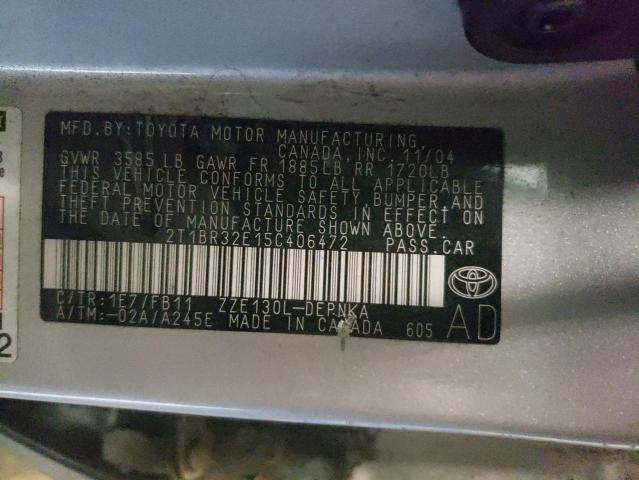 MFD.BY:TOYOTA MOTOR MANUFACTURING,
CANADA, INC. 11/04
GVWR 3585 LB GAWR FR 1885LB RR 1720LB
THIS VEHICLE CONFORMS TO ALL APPLICABLE
FEDERAL MOTOR VEHICLE SAFETY, BUMPER, AND
THEFT PREVENTION STANDARDS IN EFFECT ON
THE DATE OF MANUFACTURE SHOWN ABOVE.
2T1BR32E15C406472 PASS.CAR
C/TR:1E7/FB11 ZZE130L-DEPNKA
A/TM:-02A/A245E MADE IN CANADA 605 AD
2